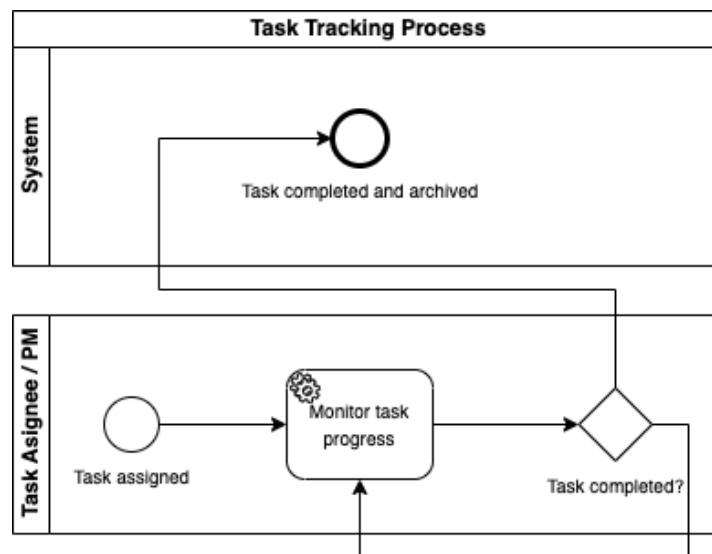 Task Tracking Process
System
Task completed and archived
Task Asignee / PM
Task assigned
Monitor task
progress
Task completed?